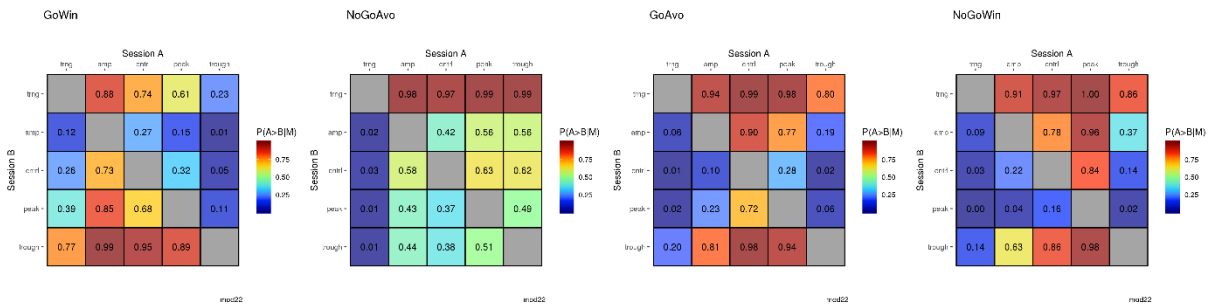 GoWin
Session A
trng amp cntr peak trough
trng 0.88 0.74 0.61 0.23
amp 0.12 0.27 0.15 0.01
cntrl 0.26 0.73 0.32 0.05
peak 0.39 0.85 0.68 0.11
trough 0.77 0.99 0.95 0.89
Session B
P(A>B|M)
0.75
0.50
0.25
mod22
NoGoAvo
Session A
trng amp cntrl peak trough
trng 0.98 0.97 0.99 0.99
amp 0.02 0.42 0.56 0.56
cntrl 0.03 0.58 0.63 0.62
peak 0.01 0.43 0.37 0.49
trough 0.01 0.44 0.38 0.51
Session B
P(A>B|M)
0.75
0.50
0.25
mod22
GoAvo
Session A
trng amp cntrl peak trough
trng 0.94 0.99 0.98 0.80
amp 0.06 0.90 0.77 0.19
cntrl 0.01 0.10 0.28 0.02
peak 0.02 0.23 0.72 0.06
trough 0.20 0.81 0.98 0.94
Session B
P(A>B|M)
0.75
0.50
0.25
mod22
NoGoWin
Session A
trng amp cntrl peak trough
trng 0.91 0.97 1.00 0.86
amp 0.09 0.78 0.96 0.37
cntrl 0.03 0.22 0.84 0.14
peak 0.00 0.04 0.16 0.02
trough 0.14 0.63 0.86 0.98
Session B
P(A>B|M)
0.75
0.50
0.25
mod22